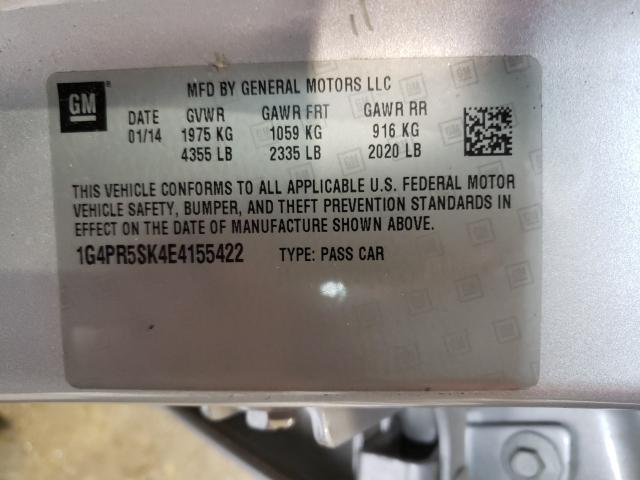 GM
MFD BY GENERAL MOTORS LLC
DATE GVWR GAWR FRT GAWR RR
01/14 1975 KG 1059 KG 916 KG
4355 LB 2335 LB 2020 LB
THIS VEHICLE CONFORMS TO ALL APPLICABLE U.S. FEDERAL MOTOR
VEHICLE SAFETY, BUMPER, AND THEFT PREVENTION STANDARDS IN
EFFECT ON THE DATE OF MANUFACTURE SHOWN ABOVE.
1G4PR5SK4E4155422 TYPE: PASS CAR